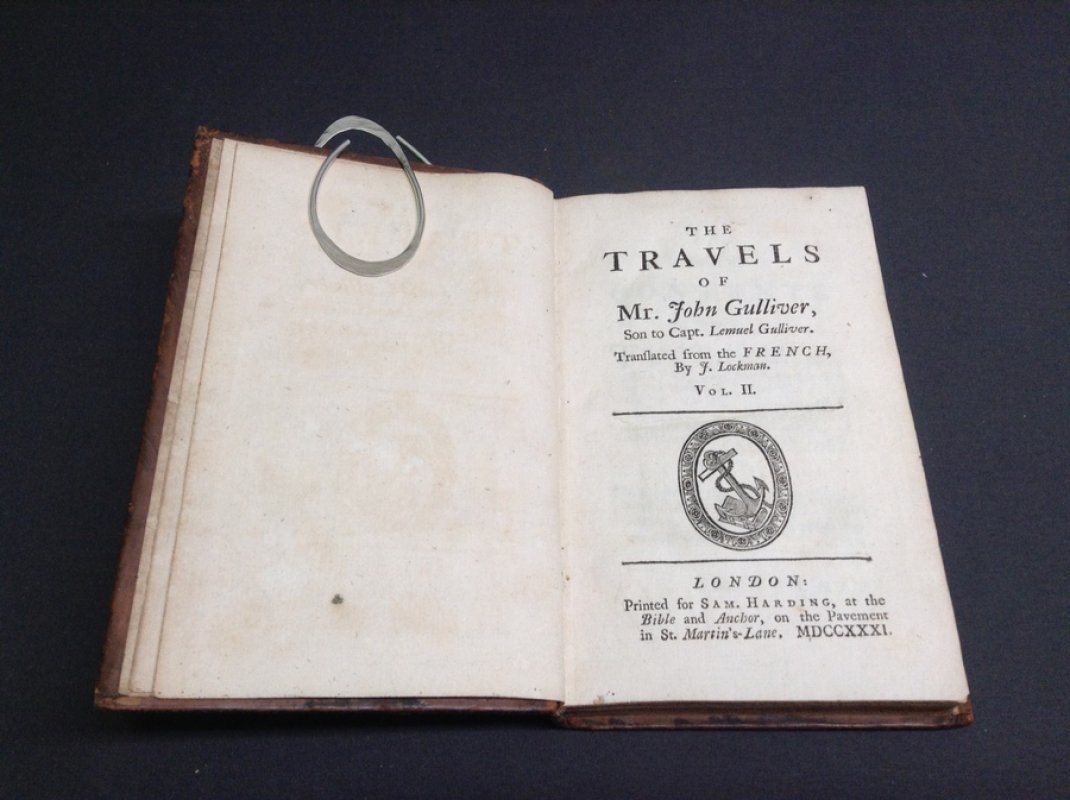 THE
TRAVELS
OF
Mr. John Gulliver,
Son to Capt. Lemuel Gulliver.
Tranſlated from the FRENCH,
By J. Lockman.
VOL. II.
LONDON:
Printed for SAM. HARDING, at the
Bible and Anchor, on the Pavement
in St. Martin's-Lane, MDCCXXXI.